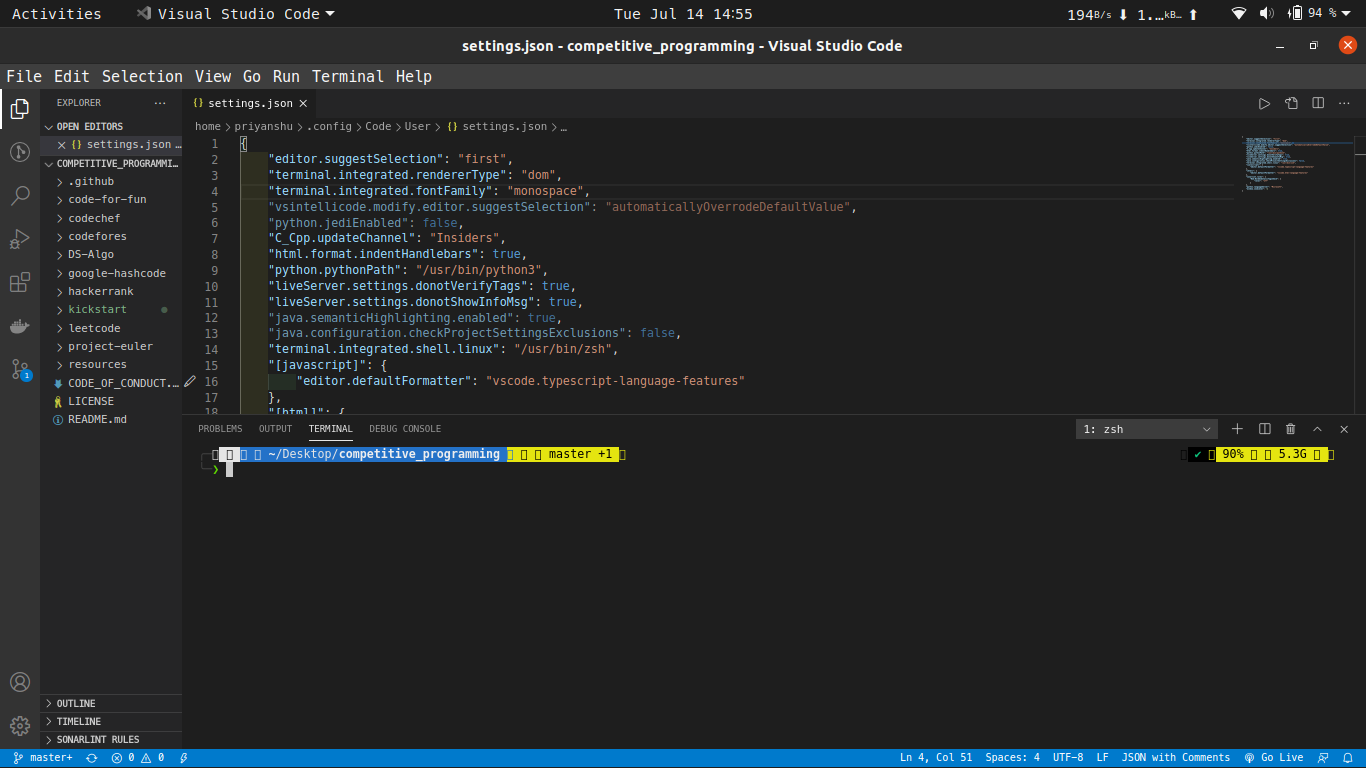 Activities Visual Studio Code Tue Jul 14 14:55 194B/s ⬇ 1.…kB… ⬆ 94 %
settings.json - competitive_programming - Visual Studio Code
File Edit Selection View Go Run Terminal Help
EXPLORER ···
OPEN EDITORS
settings.json ...
COMPETITIVE_PROGRAMMI...
.github
code-for-fun
codechef
codefores
DS-Algo
google-hashcode
hackerrank
kickstart
leetcode
project-euler
resources
CODE_OF_CONDUCT....
LICENSE
README.md
OUTLINE
TIMELINE
SONARLINT RULES
{} settings.json ×
home > priyanshu > .config > Code > User > {} settings.json > …
1 {
2 "editor.suggestSelection": "first",
3 "terminal.integrated.rendererType": "dom",
4 "terminal.integrated.fontFamily": "monospace",
5 "vsintellicode.modify.editor.suggestSelection": "automaticallyOverrodeDefaultValue",
6 "python.jediEnabled": false,
7 "C_Cpp.updateChannel": "Insiders",
8 "html.format.indentHandlebars": true,
9 "python.pythonPath": "/usr/bin/python3",
10 "liveServer.settings.donotVerifyTags": true,
11 "liveServer.settings.donotShowInfoMsg": true,
12 "java.semanticHighlighting.enabled": true,
13 "java.configuration.checkProjectSettingsExclusions": false,
14 "terminal.integrated.shell.linux": "/usr/bin/zsh",
15 "[javascript]": {
16 "editor.defaultFormatter": "vscode.typescript-language-features"
17 },
18 "[html]": {
PROBLEMS OUTPUT TERMINAL DEBUG CONSOLE 1: zsh
~/Desktop/competitive_programming master +1 ✔ 90% 5.3G
❯
master+ 0 0 Ln 4, Col 51 Spaces: 4 UTF-8 LF JSON with Comments Go Live